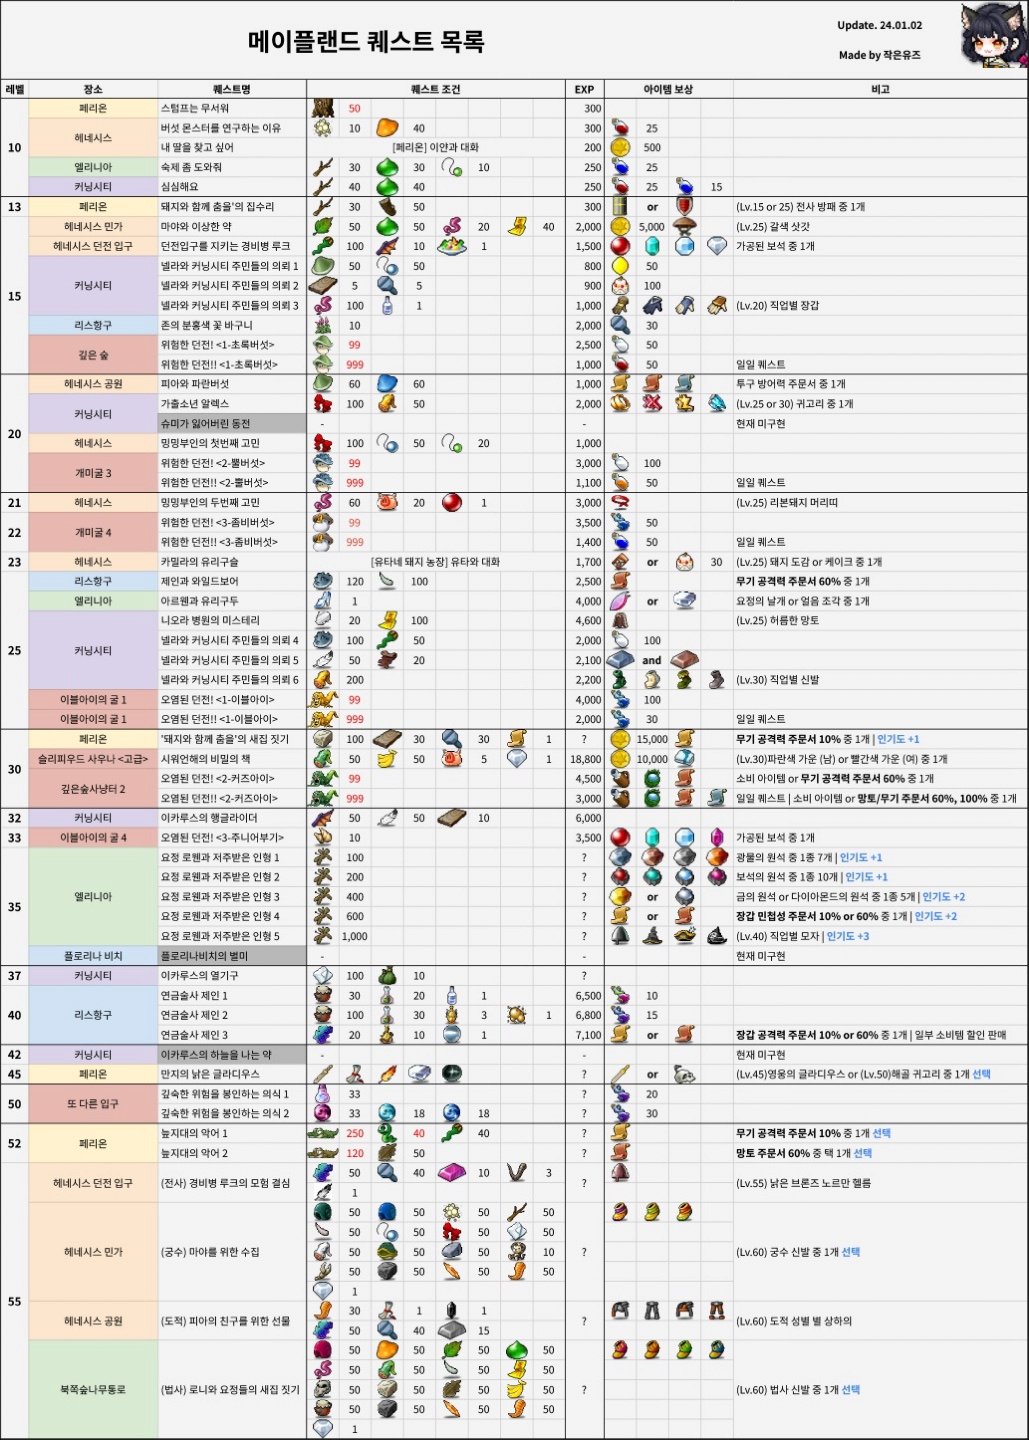 메이플랜드 퀘스트 목록
Update. 24.01.02
Made by 작은유즈
레벨 장소 퀘스트명 퀘스트 조건 EXP 아이템 보상 비고
10 페리온 스텀프는 무서워 50 300
헤네시스 버섯 몬스터를 연구하는 이유 10 40 300 25
내 딸을 찾고 싶어 [페리온] 이얀과 대화 200 500
엘리니아 숙제 좀 도와줘 30 30 10 250 25
커닝시티 심심해요 40 40 250 25 15
13 페리온 돼지와 함께 춤을'의 집수리 30 50 300 or (Lv.15 or 25) 전사 방패 중 1개
15 헤네시스 민가 마야와 이상한 약 50 50 20 40 2,000 5,000 (Lv.25) 갈색 삿갓
헤네시스 던전 입구 던전입구를 지키는 경비병 루크 100 10 1 1,500 가공된 보석 중 1개
커닝시티 넬라와 커닝시티 주민들의 의뢰 1 50 50 800 50
넬라와 커닝시티 주민들의 의뢰 2 5 5 900 100
넬라와 커닝시티 주민들의 의뢰 3 100 1 1,000 (Lv.20) 직업별 장갑
리스항구 존의 분홍색 꽃 바구니 10 2,000 30
깊은 숲 위험한 던전! <1-초록버섯> 99 2,500 50
위험한 던전!! <1-초록버섯> 999 1,000 50 일일 퀘스트
20 헤네시스 공원 피아와 파란버섯 60 60 1,000 투구 방어력 주문서 중 1개
커닝시티 가출소년 알렉스 100 50 2,000 (Lv.25 or 30) 귀고리 중 1개
슈미가 잃어버린 동전 - - 현재 미구현
헤네시스 밍밍부인의 첫번째 고민 100 50 20 1,000
개미굴 3 위험한 던전! <2-뿔버섯> 99 3,000 100
위험한 던전!! <2-뿔버섯> 999 1,100 50 일일 퀘스트
21 헤네시스 밍밍부인의 두번째 고민 60 20 1 3,000 (Lv.25) 리본돼지 머리띠
22 개미굴 4 위험한 던전! <3-좀비버섯> 99 3,500 50
위험한 던전!! <3-좀비버섯> 999 1,400 50 일일 퀘스트
23 헤네시스 카밀라의 유리구슬 [유타네 돼지 농장] 유타와 대화 1,700 or 30 (Lv.25) 돼지 도감 or 케이크 중 1개
25 리스항구 제인과 와일드보어 120 100 2,500 무기 공격력 주문서 60% 중 1개
엘리니아 아르웬과 유리구두 1 4,000 or 요정의 날개 or 얼음 조각 중 1개
커닝시티 니오라 병원의 미스테리 20 100 4,600 (Lv.25) 허름한 망토
넬라와 커닝시티 주민들의 의뢰 4 100 50 2,000 100
넬라와 커닝시티 주민들의 의뢰 5 50 20 2,100 and
넬라와 커닝시티 주민들의 의뢰 6 200 2,200 (Lv.30) 직업별 신발
이블아이의 굴 1 오염된 던전! <1-이블아이> 99 4,000 100
이블아이의 굴 1 오염된 던전!! <1-이블아이> 999 2,000 30 일일 퀘스트
30 페리온 '돼지와 함께 춤을'의 새집 짓기 100 30 30 1 ? 15,000 무기 공격력 주문서 10% 중 1개 | 인기도 +1
슬리피우드 사우나 <고급> 시워언해의 비밀의 책 50 50 5 1 18,800 10,000 (Lv.30)파란색 가운 (남) or 빨간색 가운 (여) 중 1개
깊은숲사냥터 2 오염된 던전! <2-커즈아이> 99 4,500 소비 아이템 or 무기 공격력 주문서 60% 중 1개
오염된 던전!! <2-커즈아이> 999 3,000 일일 퀘스트 | 소비 아이템 or 망토/무기 주문서 60%, 100% 중 1개
32 커닝시티 이카루스의 행글라이더 50 50 10 6,000
33 이블아이의 굴 4 오염된 던전! <3-주니어부기> 10 3,500 가공된 보석 중 1개
35 엘리니아 요정 로웬과 저주받은 인형 1 100 ? 광물의 원석 중 1종 7개 | 인기도 +1
요정 로웬과 저주받은 인형 2 200 ? 보석의 원석 중 1종 10개 | 인기도 +1
요정 로웬과 저주받은 인형 3 400 ? or 금의 원석 or 다이아몬드의 원석 중 1종 5개 | 인기도 +2
요정 로웬과 저주받은 인형 4 600 ? or 장갑 민첩성 주문서 10% or 60% 중 1개 | 인기도 +2
요정 로웬과 저주받은 인형 5 1,000 ? (Lv.40) 직업별 모자 | 인기도 +3
플로리나 비치 플로리나비치의 별미 - - 현재 미구현
37 커닝시티 이카루스의 열기구 100 10 ?
40 리스항구 연금술사 제인 1 30 20 1 6,500 10
연금술사 제인 2 100 30 3 1 6,800 15
연금술사 제인 3 20 10 1 7,100 or 장갑 공격력 주문서 10% or 60% 중 1개 | 일부 소비템 할인 판매
42 커닝시티 이카루스의 하늘을 나는 약 - - 현재 미구현
45 페리온 만지의 낡은 글라디우스 ? or (Lv.45)영웅의 글라디우스 or (Lv.50)해골 귀고리 중 1개 선택
50 또 다른 입구 깊숙한 위험을 봉인하는 의식 1 33 ? 20
깊숙한 위험을 봉인하는 의식 2 33 18 18 ? 30
52 페리온 늪지대의 악어 1 250 40 40 ? 무기 공격력 주문서 10% 중 1개 선택
늪지대의 악어 2 120 50 ? 망토 주문서 60% 중 택 1개 선택
55 헤네시스 던전 입구 (전사) 경비병 루크의 모험 결심 50 40 10 3 ? (Lv.55) 낡은 브론즈 노르만 헬름
1
헤네시스 민가 (궁수) 마야를 위한 수집 50 50 50 50 ? (Lv.60) 궁수 신발 중 1개 선택
50 50 50 50
50 50 50 10
50 50 50 50
1
헤네시스 공원 (도적) 피아의 친구를 위한 선물 30 1 1 ? (Lv.60) 도적 성별 별 상하의
50 40 15
북쪽숲나무통로 (법사) 로니와 요정들의 새집 짓기 50 50 50 50 ? (Lv.60) 법사 신발 중 1개 선택
50 50 50 50
50 50 50 50
50 50 50 50
1